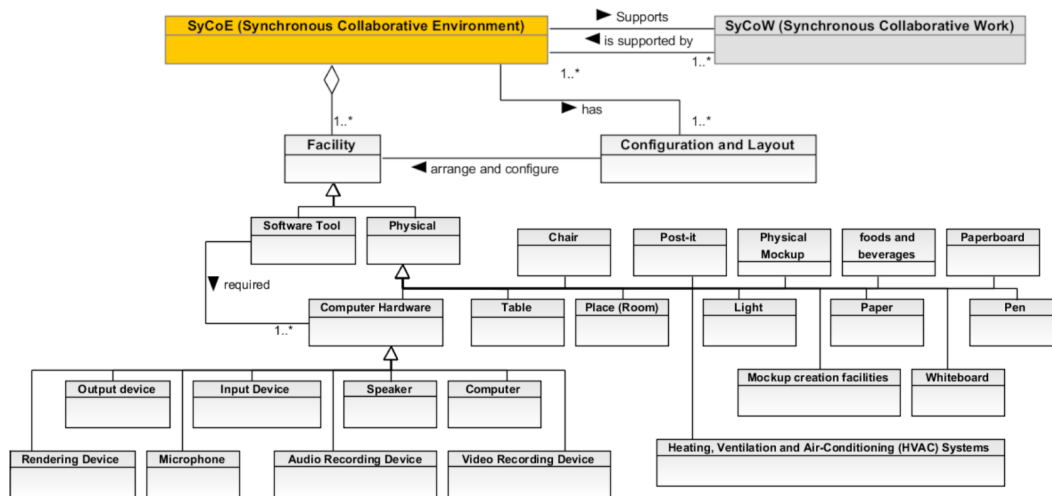 SyCoE (Synchronous Collaborative Environment)
Supports
is supported by
SyCoW (Synchronous Collaborative Work)
1..*
1..*
has
1..*
1..*
Facility
Configuration and Layout
arrange and configure
Software Tool
Physical
Chair
Post-it
Physical
Mockup
foods and
beverages
Paperboard
required
1..*
Computer Hardware
Table
Place (Room)
Light
Paper
Pen
Output device
Input Device
Speaker
Computer
Mockup creation facilities
Whiteboard
Rendering Device
Microphone
Audio Recording Device
Video Recording Device
Heating, Ventilation and Air-Conditioning (HVAC) Systems